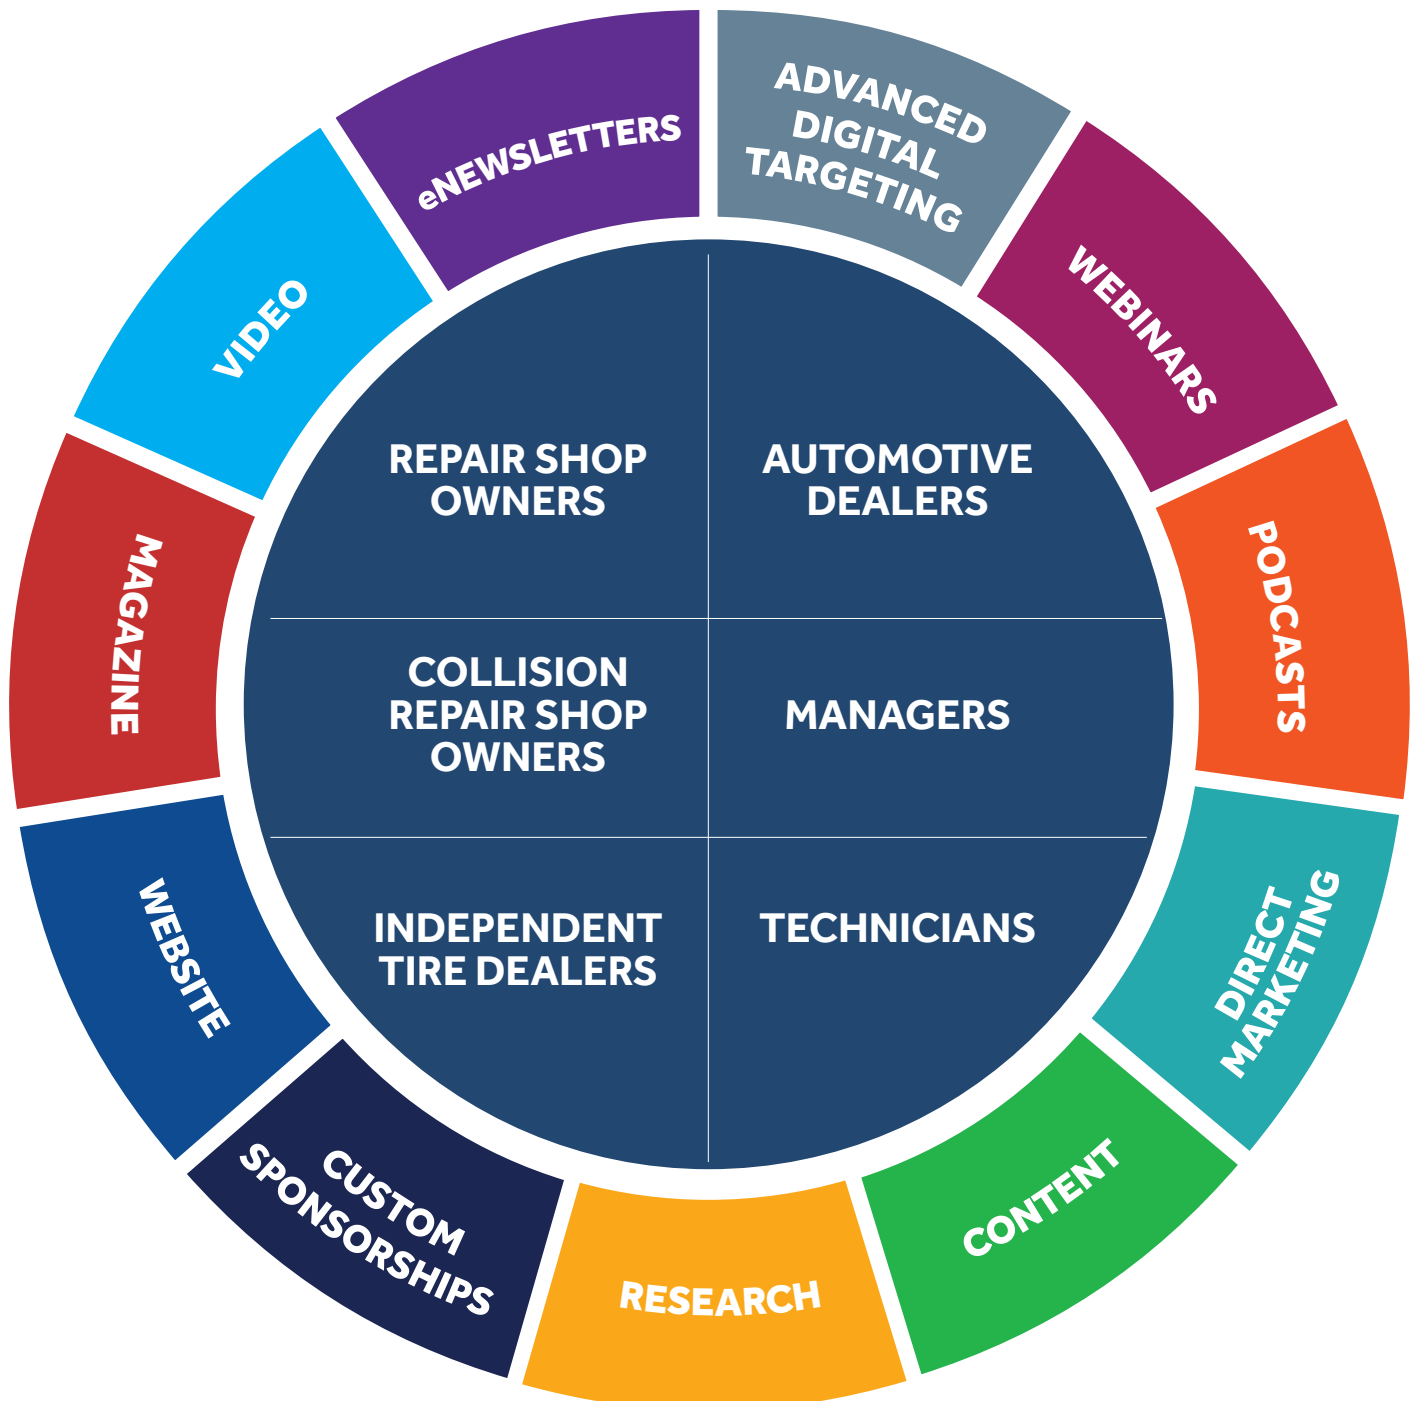 eNEWSLETTERS
ADVANCED
DIGITAL
TARGETING
WEBINARS
PODCASTS
DIRECT
MARKETING
CONTENT
RESEARCH
CUSTOM
SPONSORSHIPS
WEBSITE
MAGAZINE
VIDEO
REPAIR SHOP
OWNERS
AUTOMOTIVE
DEALERS
COLLISION
REPAIR SHOP
OWNERS
MANAGERS
INDEPENDENT
TIRE DEALERS
TECHNICIANS